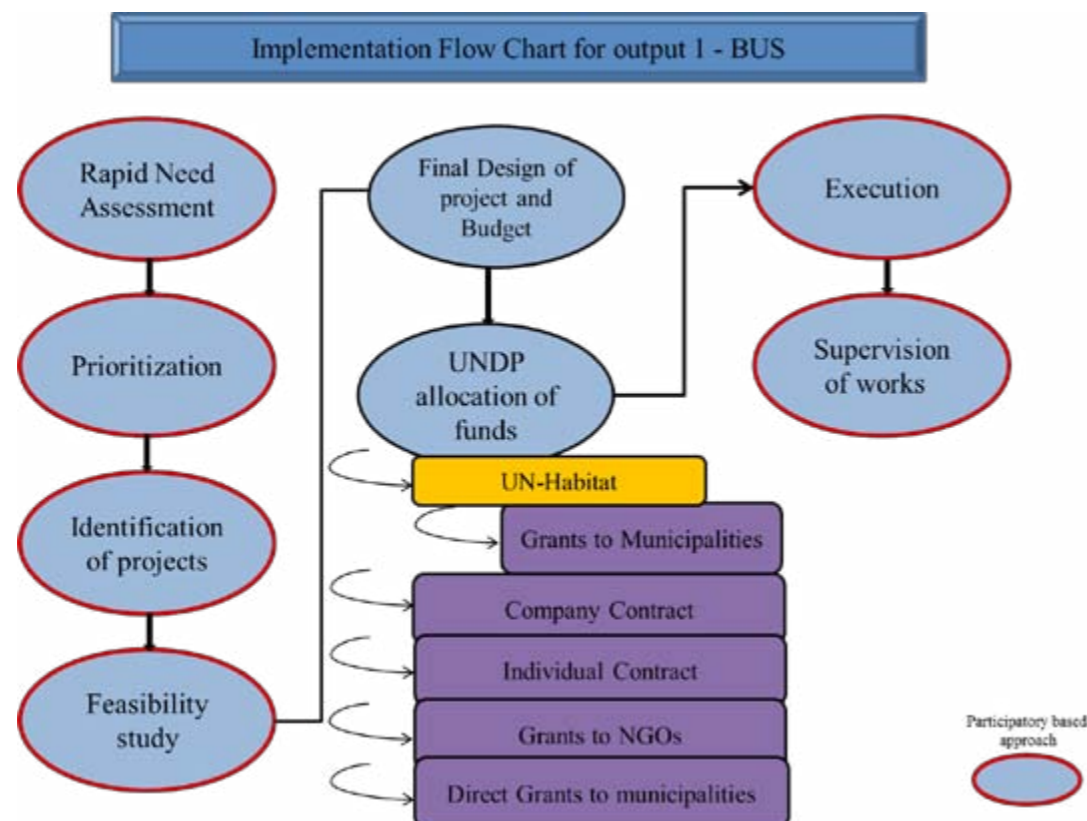 Implementation Flow Chart for output 1 - BUS
Rapid Need
Assessment
Prioritization
Identification
of projects
Feasibility
study
Final Design of
project and
Budget
UNDP
allocation of
funds
UN-Habitat
Grants to Municipalities
Company Contract
Individual Contract
Grants to NGOs
Direct Grants to municipalities
Execution
Supervision
of works
Participatory based
approach